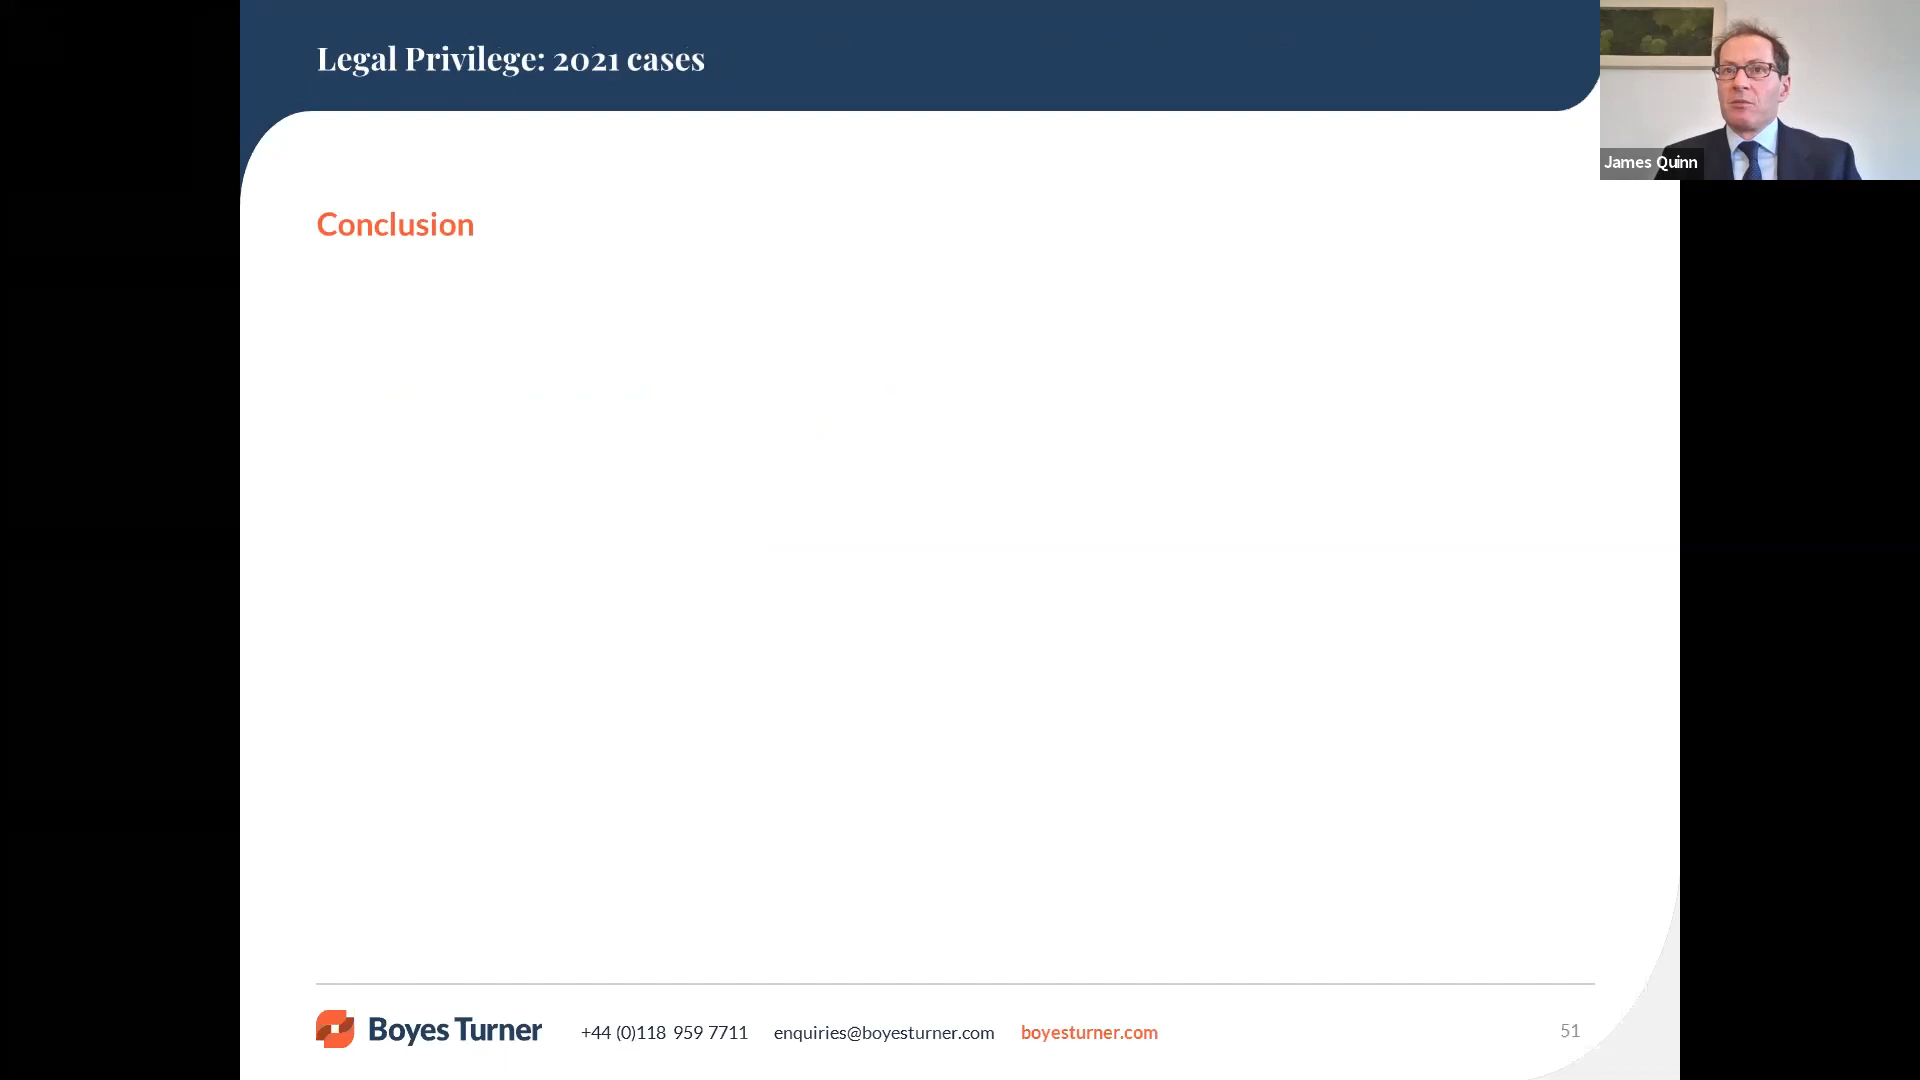 Legal Privilege: 2021 cases
James Quinn
Conclusion
Boyes Turner +44 (0)118 959 7711 enquiries@boyesturner.com boyesturner.com 51